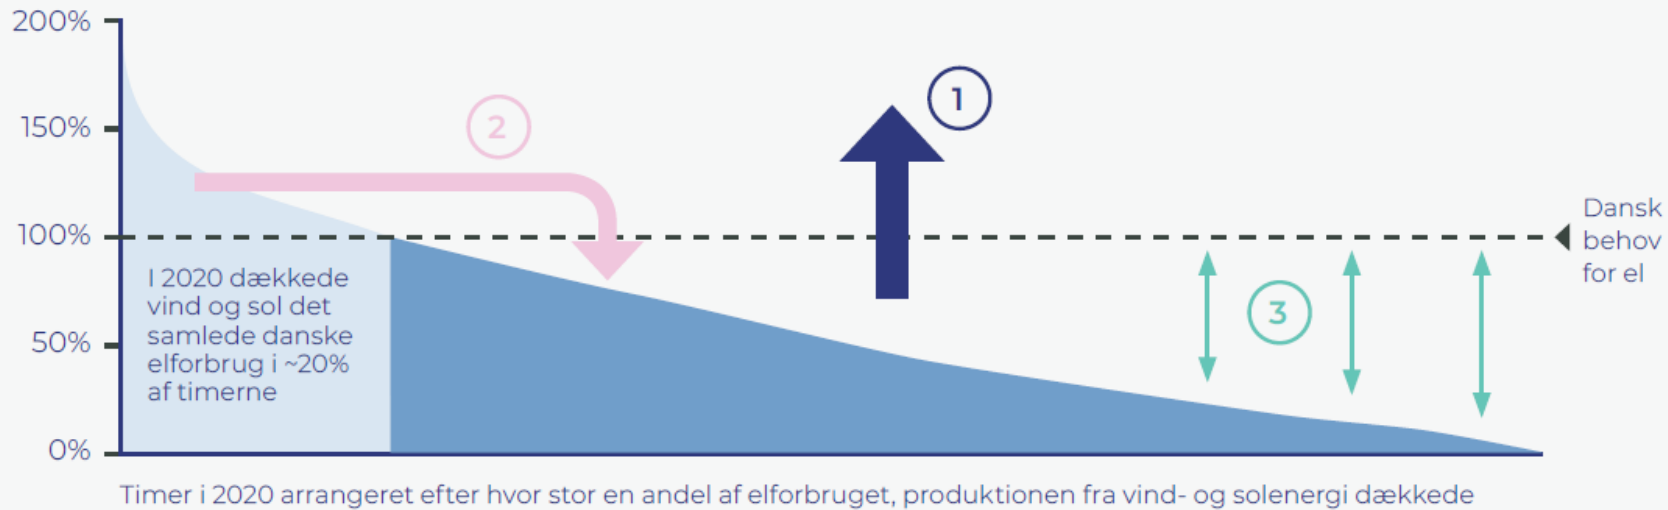 200%
150%
100%
50%
0%
2
1
3
Dansk
behov
for el
I 2020 dækkede
vind og sol det
samlede danske
elforbrug i ~20%
af timerne
Timer i 2020 arrangeret efter hvor stor en andel af elforbruget, produktionen fra vind- og solenergi dækkede